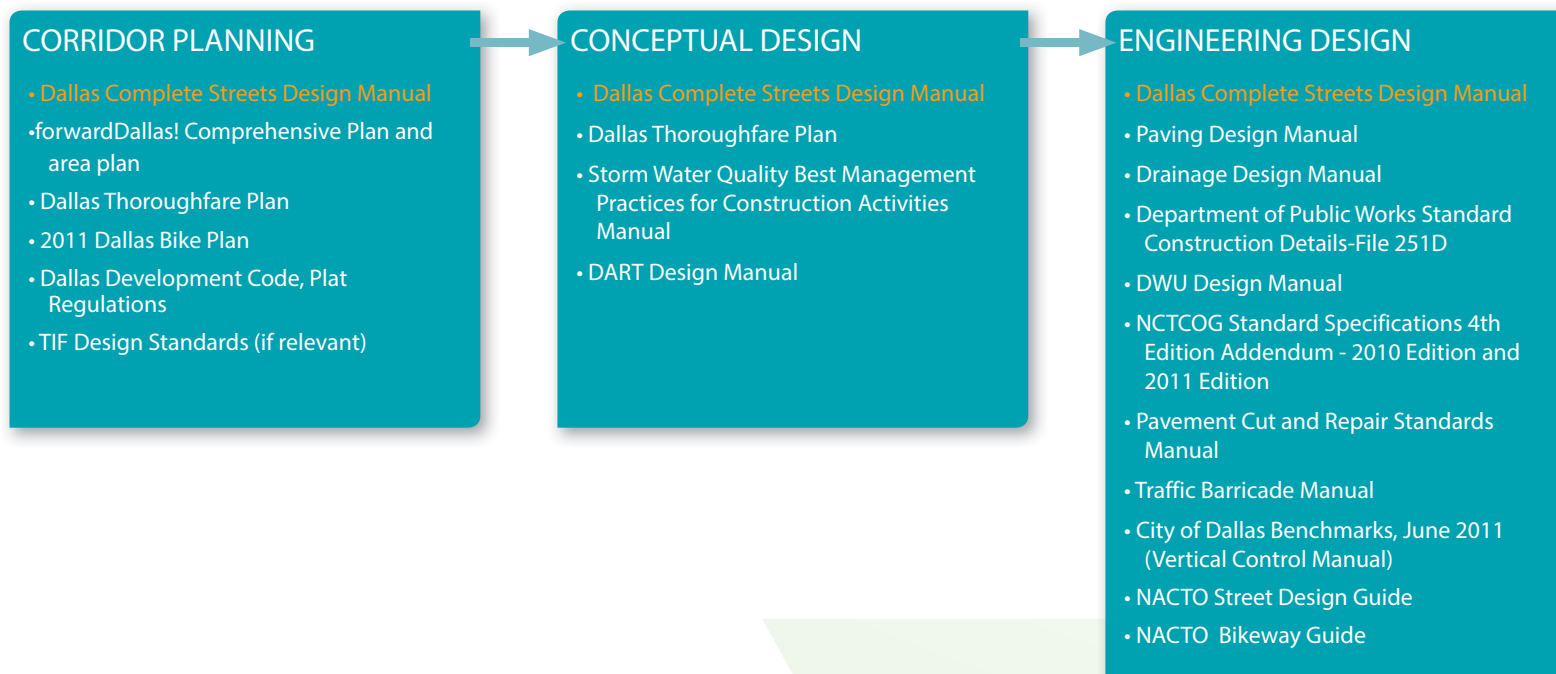 CORRIDOR PLANNING
• Dallas Complete Streets Design Manual
•forwardDallas! Comprehensive Plan and
area plan
• Dallas Thoroughfare Plan
• 2011 Dallas Bike Plan
• Dallas Development Code, Plat
Regulations
• TIF Design Standards (if relevant)
CONCEPTUAL DESIGN
• Dallas Complete Streets Design Manual
• Dallas Thoroughfare Plan
• Storm Water Quality Best Management
Practices for Construction Activities
Manual
• DART Design Manual
ENGINEERING DESIGN
• Dallas Complete Streets Design Manual
• Paving Design Manual
• Drainage Design Manual
• Department of Public Works Standard
Construction Details-File 251D
• DWU Design Manual
• NCTCOG Standard Specifications 4th
Edition Addendum - 2010 Edition and
2011 Edition
• Pavement Cut and Repair Standards
Manual
• Traffic Barricade Manual
• City of Dallas Benchmarks, June 2011
(Vertical Control Manual)
• NACTO Street Design Guide
• NACTO Bikeway Guide